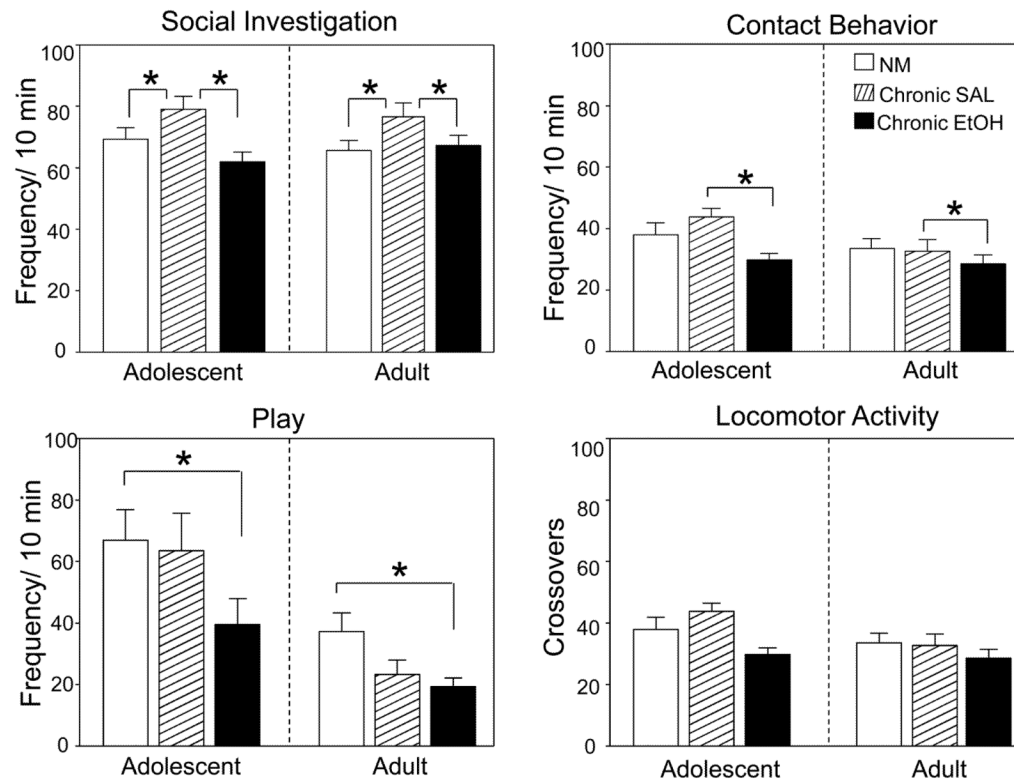 Social Investigation
Frequency/ 10 min
100
80
60
40
20
0
* * * *
Adolescent Adult
Contact Behavior
Frequency/ 10 min
100
80
60
40
20
0
NM
Chronic SAL
Chronic EtOH
* *
Adolescent Adult
Play
Frequency/ 10 min
100
80
60
40
20
0
* *
Adolescent Adult
Locomotor Activity
Crossovers
100
80
60
40
20
0
Adolescent Adult